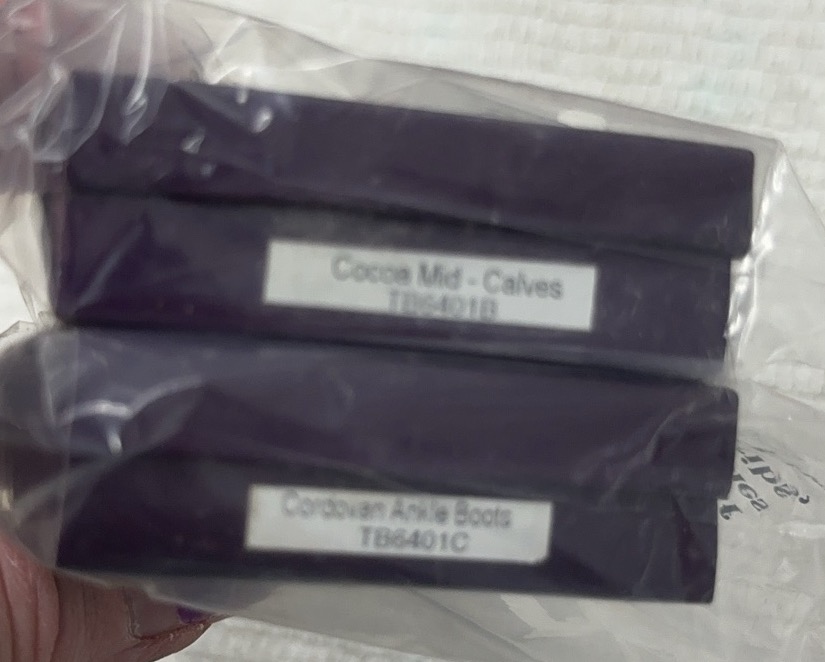 Cocoa Mid - Calves
TB6401B
Cordovan Ankle Boots
TB6401C